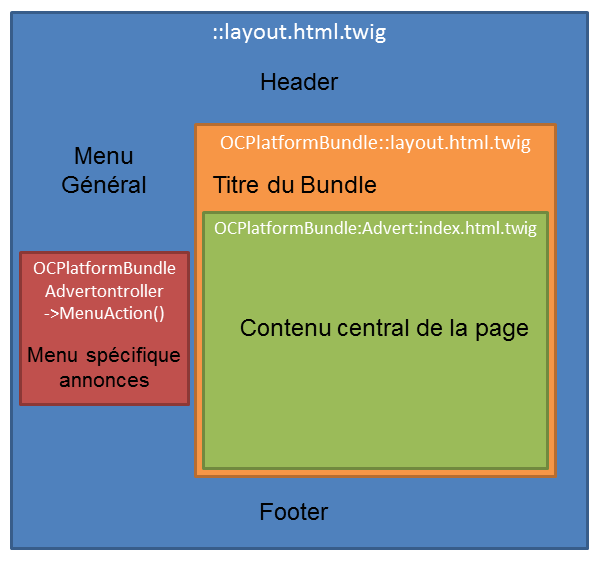 ::layout.html.twig
Header
Menu
Général
OCPlatformBundle::layout.html.twig
Titre du Bundle
OCPlatformBundle:Advert:index.html.twig
Contenu central de la page
OCPlatformBundle
Advertontroller
->MenuAction()
Menu spécifique
annonces
Footer